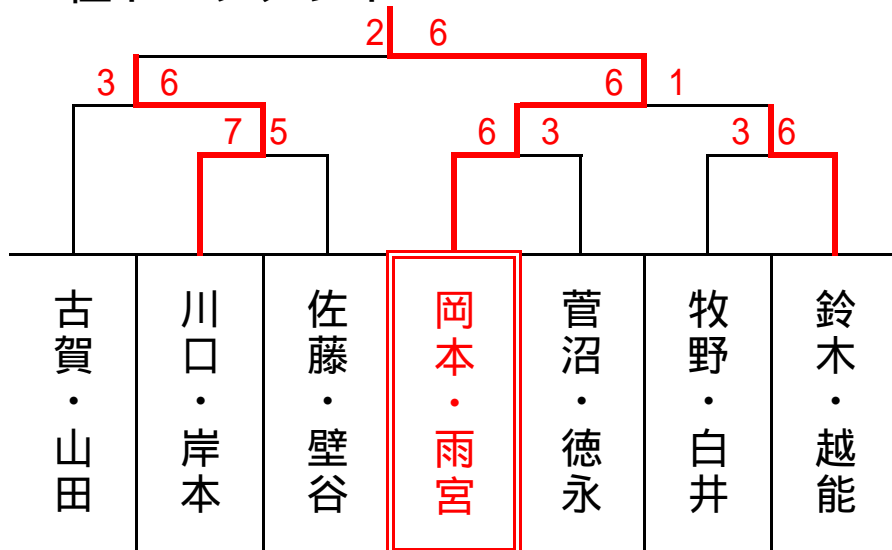 2 6
3 6
6 1
7 5
6 3
3 6
古賀・山田
川口・岸本
佐藤・壁谷
岡本・雨宮
菅沼・徳永
牧野・白井
鈴木・越能